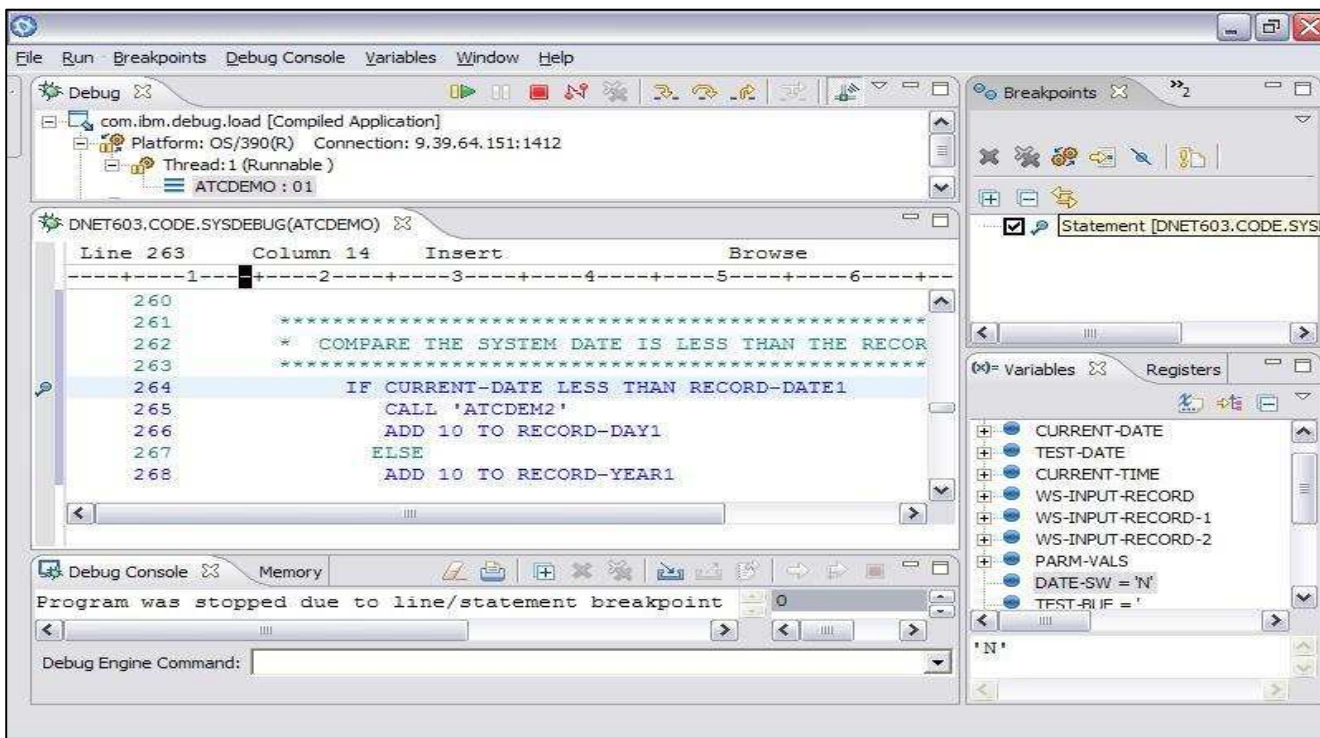 File Run Breakpoints Debug Console Variables Window Help
Debug
com.ibm.debug.load [Compiled Application]
Platform: OS/390(R) Connection: 9.39.64.151:1412
Thread:1 (Runnable )
ATCDEMO : 01
DNET603.CODE.SYSDEBUG(ATCDEMO)
Line 263 Column 14 Insert Browse
----+----1---+----2----+----3----+----4----+----5----+----6----+--
260
261 *************************************************
262 * COMPARE THE SYSTEM DATE IS LESS THAN THE RECOR
263 *************************************************
264 IF CURRENT-DATE LESS THAN RECORD-DATE1
265 CALL 'ATCDEM2'
266 ADD 10 TO RECORD-DAY1
267 ELSE
268 ADD 10 TO RECORD-YEAR1
Debug Console Memory
Program was stopped due to line/statement breakpoint 0
Debug Engine Command:
Breakpoints 2
Statement [DNET603.CODE.SYS
(x)= Variables Registers
CURRENT-DATE
TEST-DATE
CURRENT-TIME
WS-INPUT-RECORD
WS-INPUT-RECORD-1
WS-INPUT-RECORD-2
PARM-VALS
DATE-SW = 'N'
TEST-BUF = '
'N'